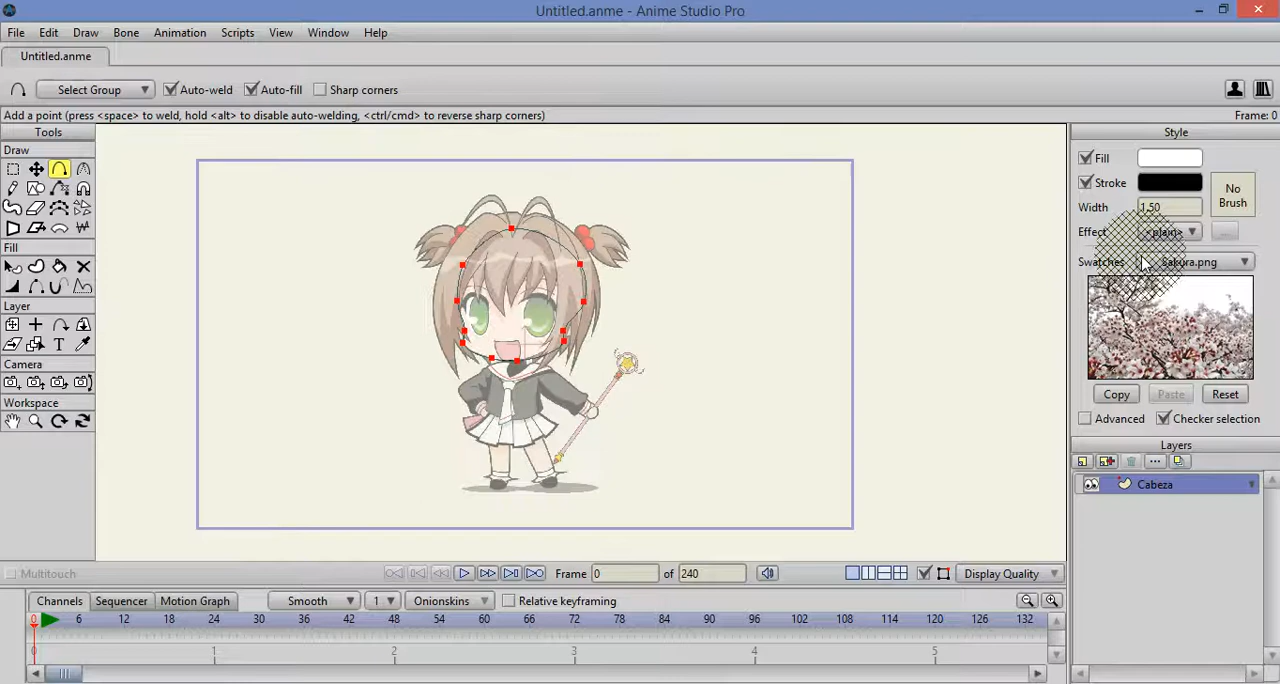 Untitled.anme - Anime Studio Pro
File Edit Draw Bone Animation Scripts View Window Help
Untitled.anme
Select Group Auto-weld Auto-fill Sharp corners
Add a point (press <space> to weld, hold <alt> to disable auto-welding, <ctrl/cmd> to reverse sharp corners) Frame: 0
Tools
Draw
Fill
Layer
T
Camera
Workspace
Style
Fill
Stroke
No Brush
Width 1.50
Effect <plain> ...
Swatches Sakura.png
Copy Paste Reset
Advanced Checker selection
Layers
Cabeza
Multitouch Frame 0 of 240 Display Quality
Channels Sequencer Motion Graph Smooth 1 Onionskins Relative keyframing
0 6 12 18 24 30 36 42 48 54 60 66 72 78 84 90 96 102 108 114 120 126 132
0 1 2 3 4 5